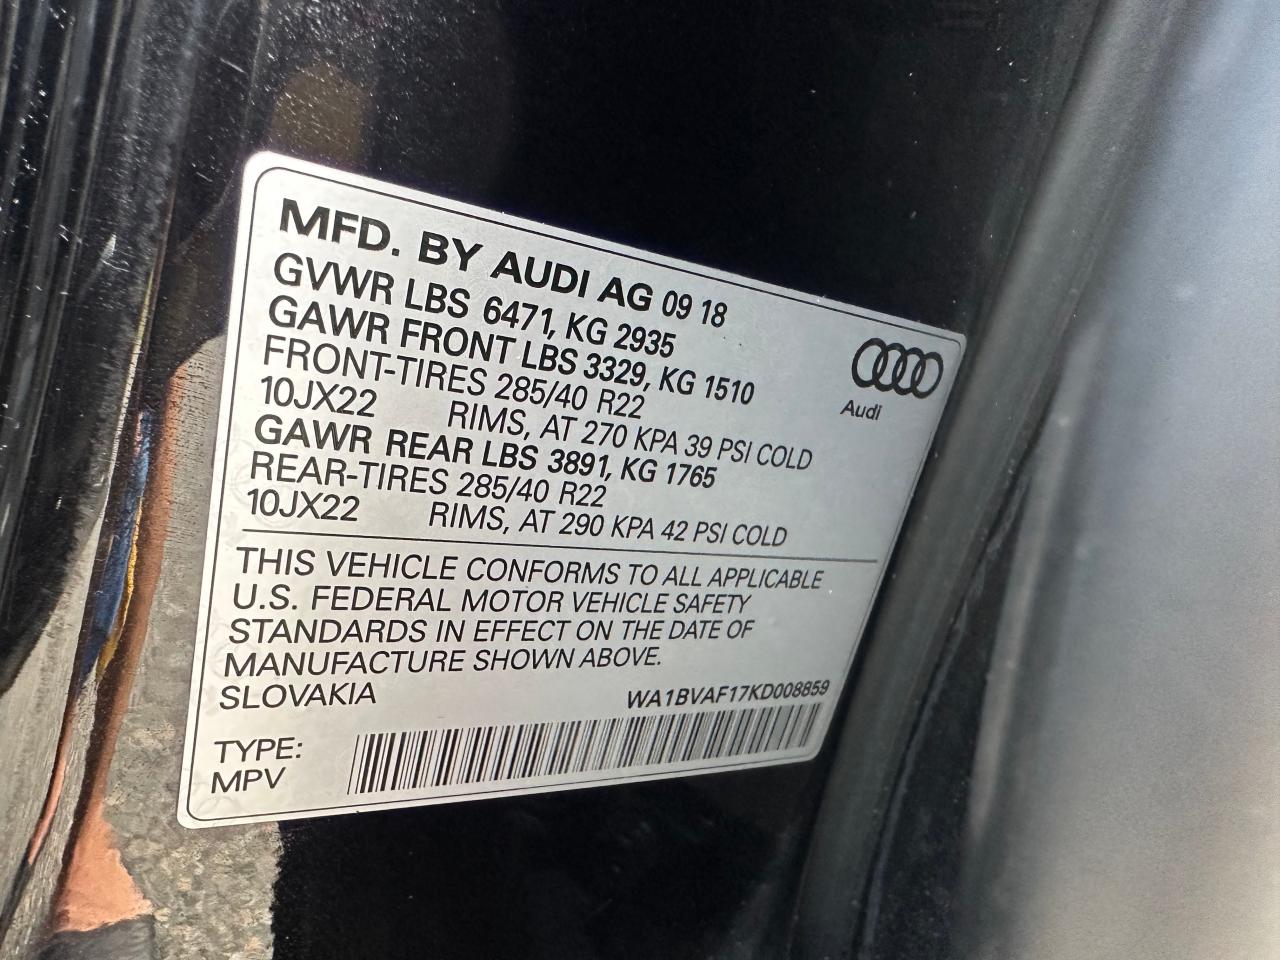 MFD. BY AUDI AG 09 18
GVWR LBS 6471, KG 2935
GAWR FRONT LBS 3329, KG 1510
FRONT-TIRES 285/40 R22
10JX22 RIMS, AT 270 KPA 39 PSI COLD
GAWR REAR LBS 3891, KG 1765
REAR-TIRES 285/40 R22
10JX22 RIMS, AT 290 KPA 42 PSI COLD
Audi
THIS VEHICLE CONFORMS TO ALL APPLICABLE
U.S. FEDERAL MOTOR VEHICLE SAFETY
STANDARDS IN EFFECT ON THE DATE OF
MANUFACTURE SHOWN ABOVE.
SLOVAKIA WA1BVAF17KD008859
TYPE:
MPV